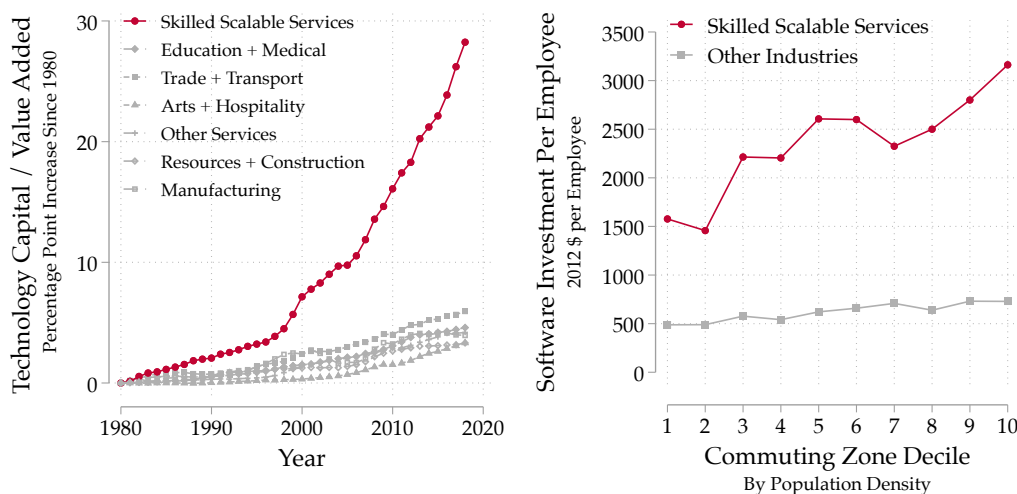 Technology Capital / Value Added
Percentage Point Increase Since 1980
30
20
10
0
Skilled Scalable Services
Education + Medical
Trade + Transport
Arts + Hospitality
Other Services
Resources + Construction
Manufacturing
1980 1990 2000 2010 2020
Year
Software Investment Per Employee
2012 $ per Employee
3500
3000
2500
2000
1500
1000
500
0
Skilled Scalable Services
Other Industries
1 2 3 4 5 6 7 8 9 10
Commuting Zone Decile
By Population Density